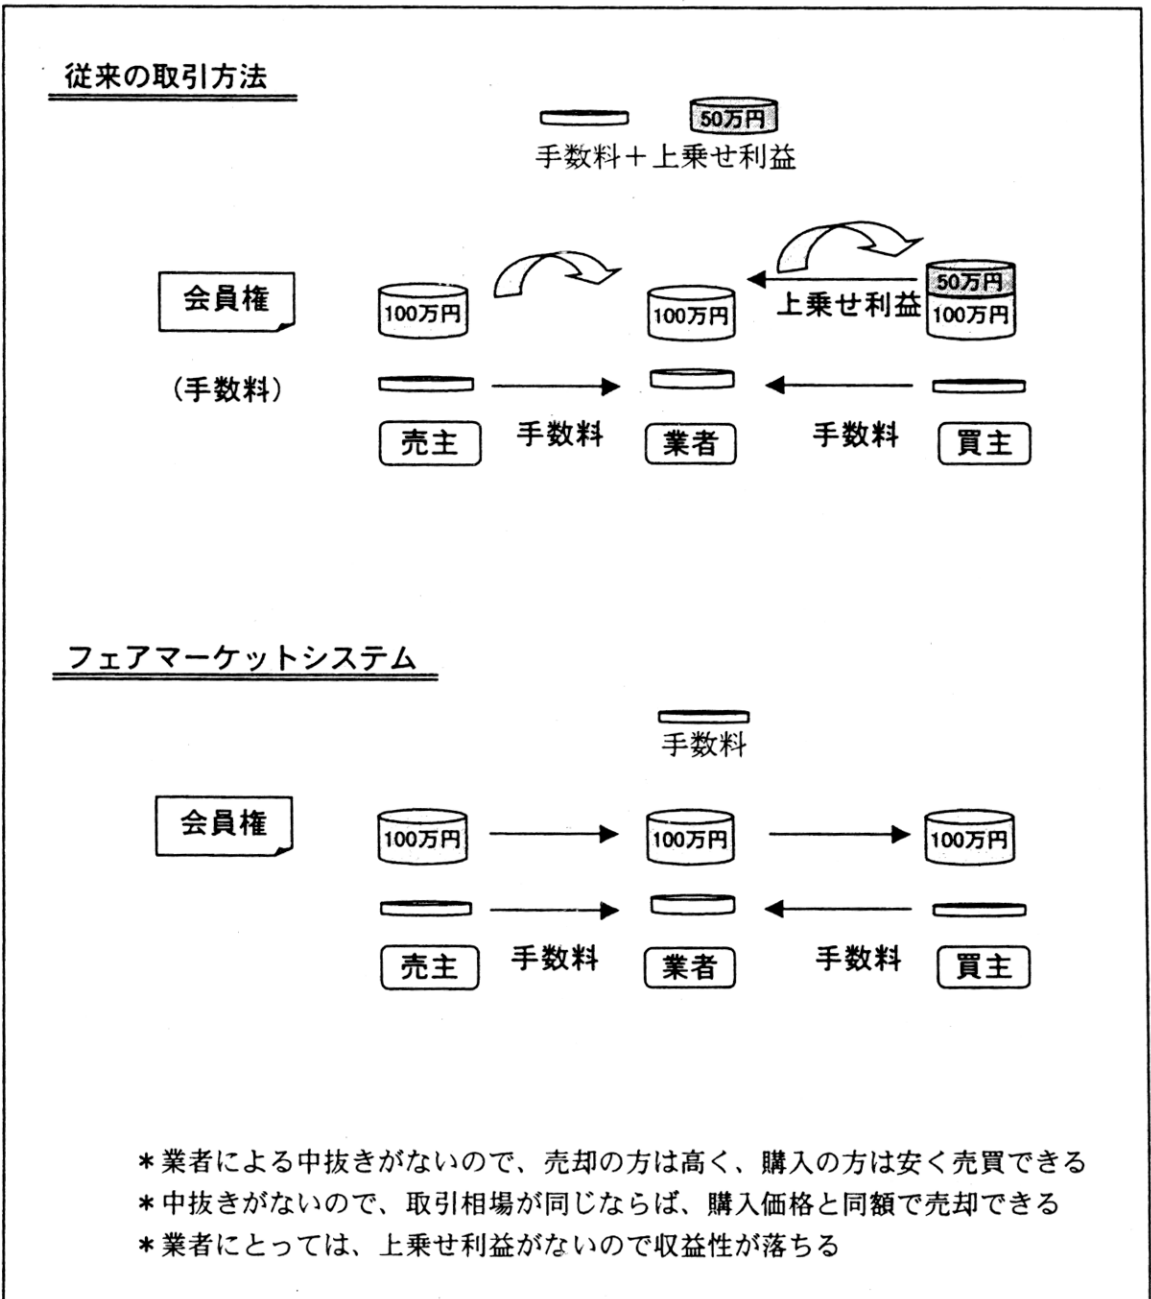 従来の取引方法
50万円
手数料＋上乗せ利益
会員権
100万円
100万円
上乗せ利益
50万円
100万円
(手数料)
売主
手数料
業者
手数料
買主
フェアマーケットシステム
手数料
会員権
100万円
100万円
100万円
売主
手数料
業者
手数料
買主
＊業者による中抜きがないので、売却の方は高く、購入の方は安く売買できる
＊中抜きがないので、取引相場が同じならば、購入価格と同額で売却できる
＊業者にとっては、上乗せ利益がないので収益性が落ちる